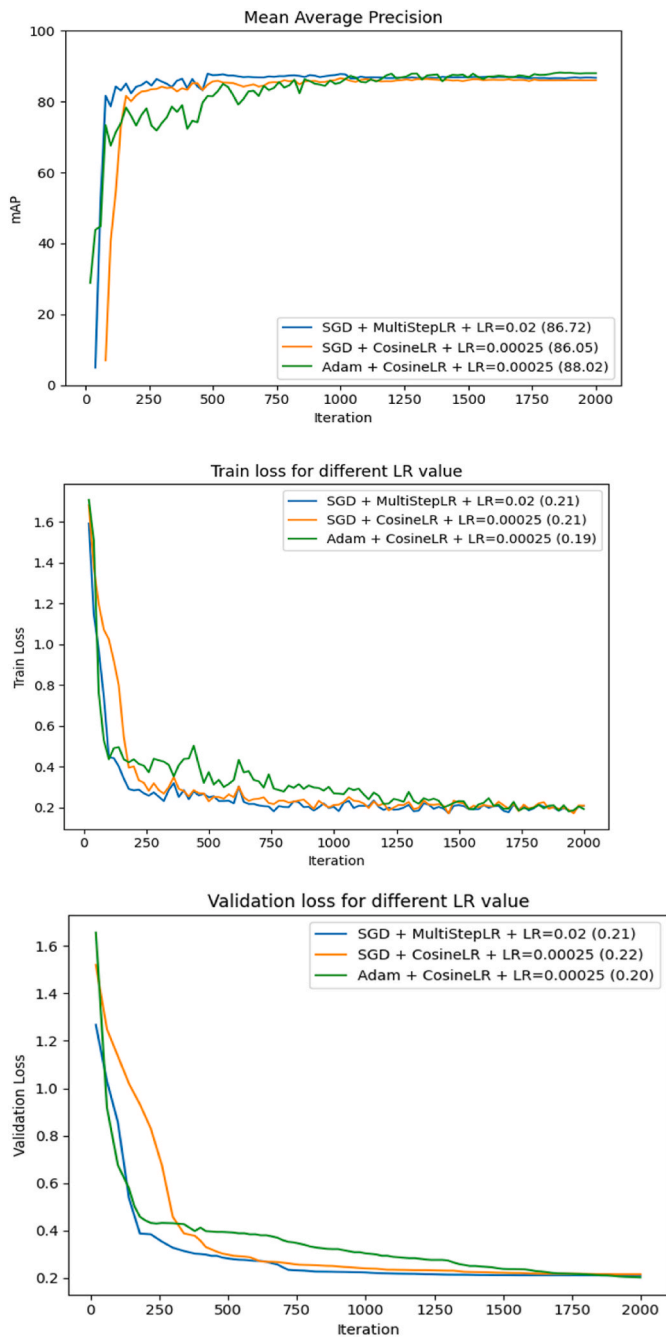 Mean Average Precision
100
80
60
40
20
0
mAP
SGD + MultiStepLR + LR=0.02 (86.72)
SGD + CosineLR + LR=0.00025 (86.05)
Adam + CosineLR + LR=0.00025 (88.02)
0 250 500 750 1000 1250 1500 1750 2000
Iteration
Train loss for different LR value
1.6
1.4
1.2
1.0
0.8
0.6
0.4
0.2
Train Loss
SGD + MultiStepLR + LR=0.02 (0.21)
SGD + CosineLR + LR=0.00025 (0.21)
Adam + CosineLR + LR=0.00025 (0.19)
0 250 500 750 1000 1250 1500 1750 2000
Iteration
Validation loss for different LR value
1.6
1.4
1.2
1.0
0.8
0.6
0.4
0.2
Validation Loss
SGD + MultiStepLR + LR=0.02 (0.21)
SGD + CosineLR + LR=0.00025 (0.22)
Adam + CosineLR + LR=0.00025 (0.20)
0 250 500 750 1000 1250 1500 1750 2000
Iteration